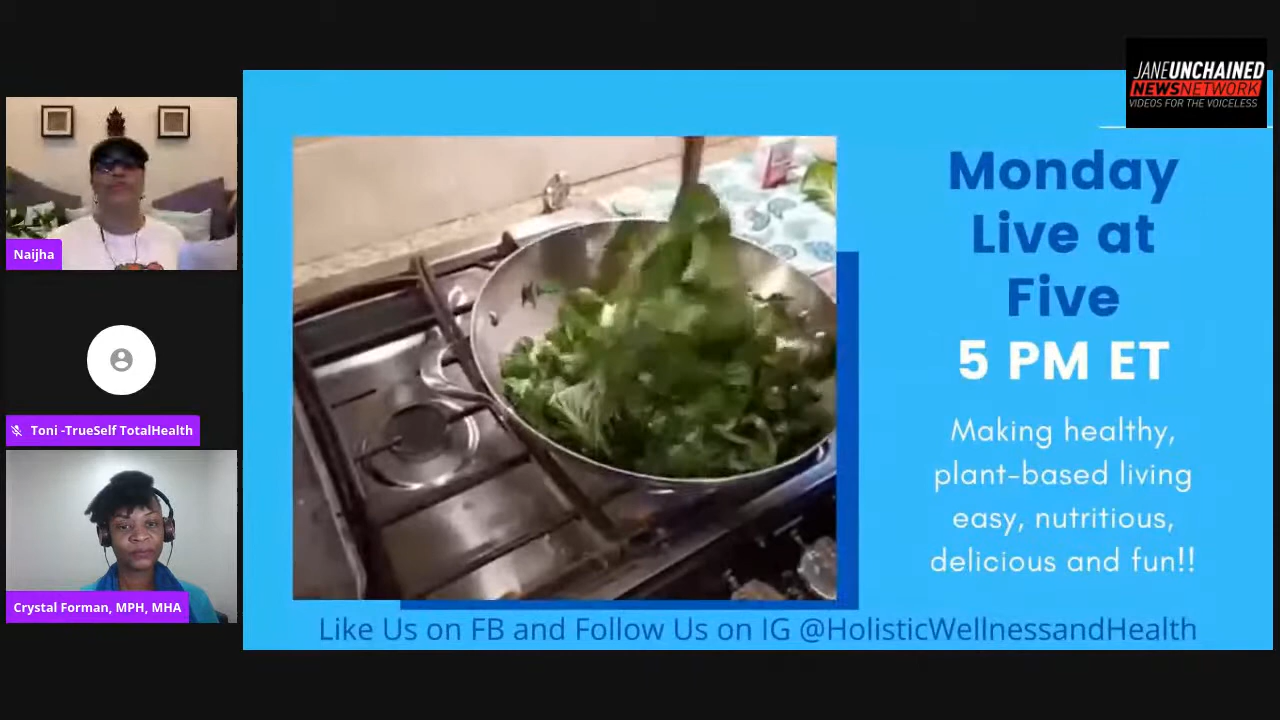 JANEUNCHAINED
NEWSNETWORK
VIDEOS FOR THE VOICELESS
Naijha
Toni -TrueSelf TotalHealth
Crystal Forman, MPH, MHA
Monday
Live at
Five
5 PM ET
Making healthy,
plant-based living
easy, nutritious,
delicious and fun!!
Like Us on FB and Follow Us on IG @HolisticWellnessandHealth